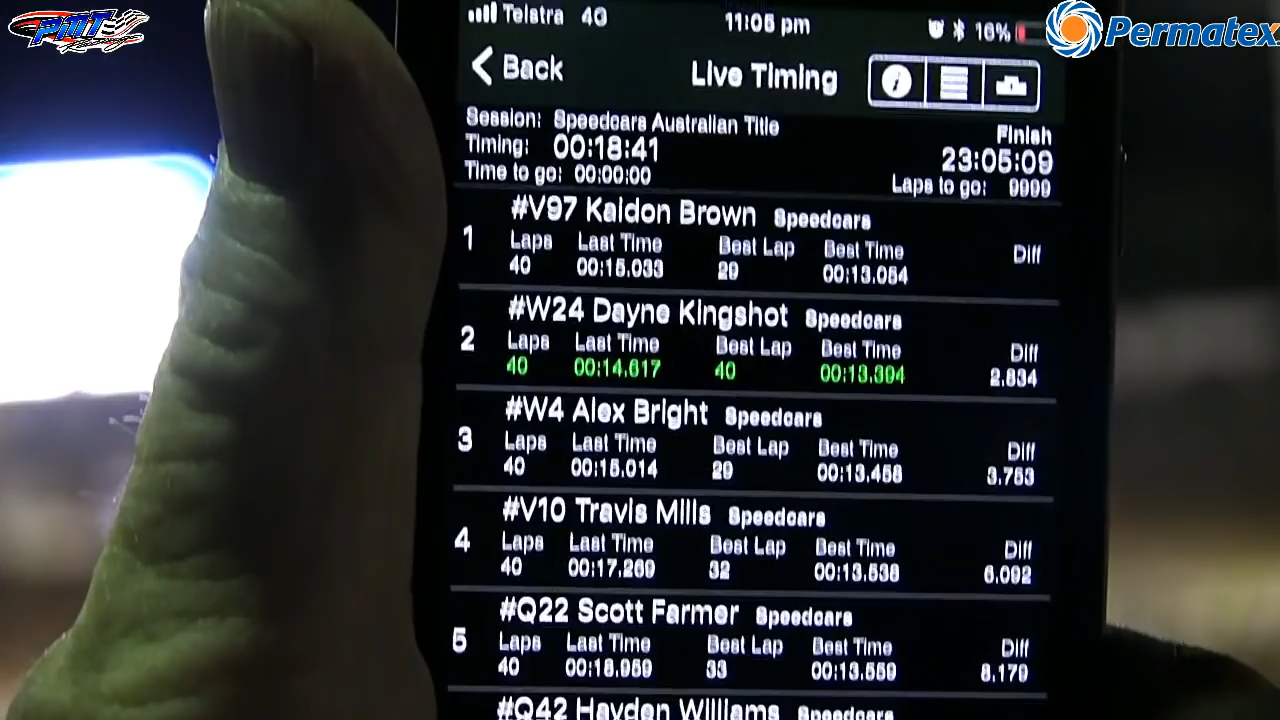 PMT
Racing
Permatex
Telstra 4G 11:05 pm 16%
Back Live Timing
Session: Speedcars Australian Title Finish
Timing: 00:18:41 23:05:09
Time to go: 00:00:00 Laps to go: 9999
#V97 Kaidon Brown Speedcars
1 Laps Last Time Best Lap Best Time Diff
40 00:15.033 29 00:13.054
#W24 Dayne Kingshot Speedcars
2 Laps Last Time Best Lap Best Time Diff
40 00:14.617 40 00:13.394 2.834
#W4 Alex Bright Speedcars
3 Laps Last Time Best Lap Best Time Diff
40 00:15.014 29 00:13.458 3.753
#V10 Travis Mills Speedcars
4 Laps Last Time Best Lap Best Time Diff
40 00:17.269 32 00:13.538 6.092
#Q22 Scott Farmer Speedcars
5 Laps Last Time Best Lap Best Time Diff
40 00:18.959 33 00:13.559 8.179
#Q42 Hayden Williams Speedcars